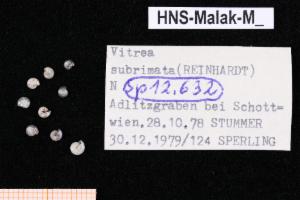 HNS-Malak-M_
Vitrea
subrimata(REINHARDT)
N Sp12.632
Adlitzgraben bei Schott=
wien,28.10.78 STUMMER
30.12.1979/124 SPERLING